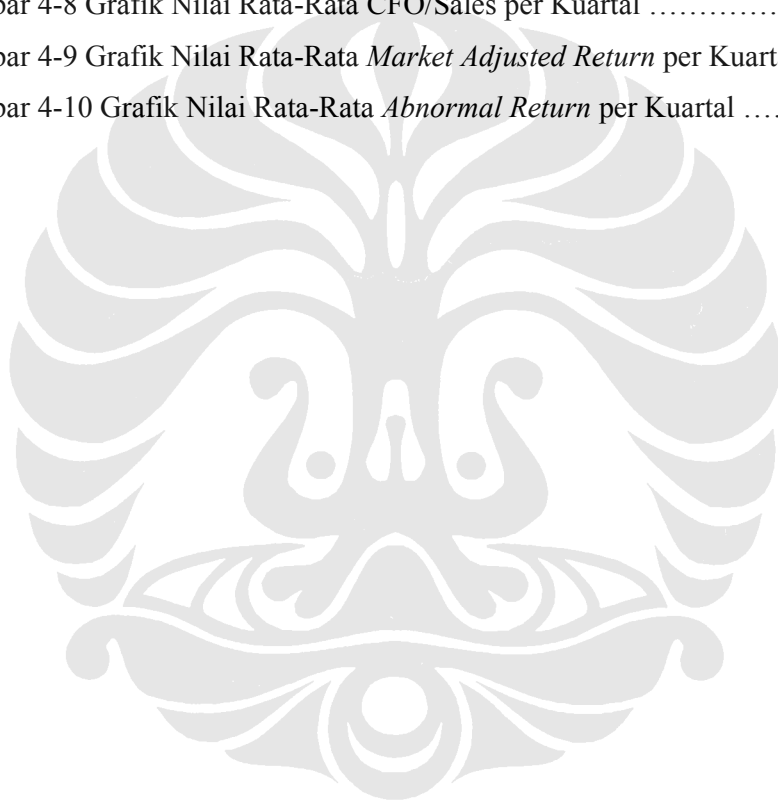 bar 4-8 Grafik Nilai Rata-Rata CFO/Sales per Kuartal ……………
bar 4-9 Grafik Nilai Rata-Rata Market Adjusted Return per Kuart
bar 4-10 Grafik Nilai Rata-Rata Abnormal Return per Kuartal ….